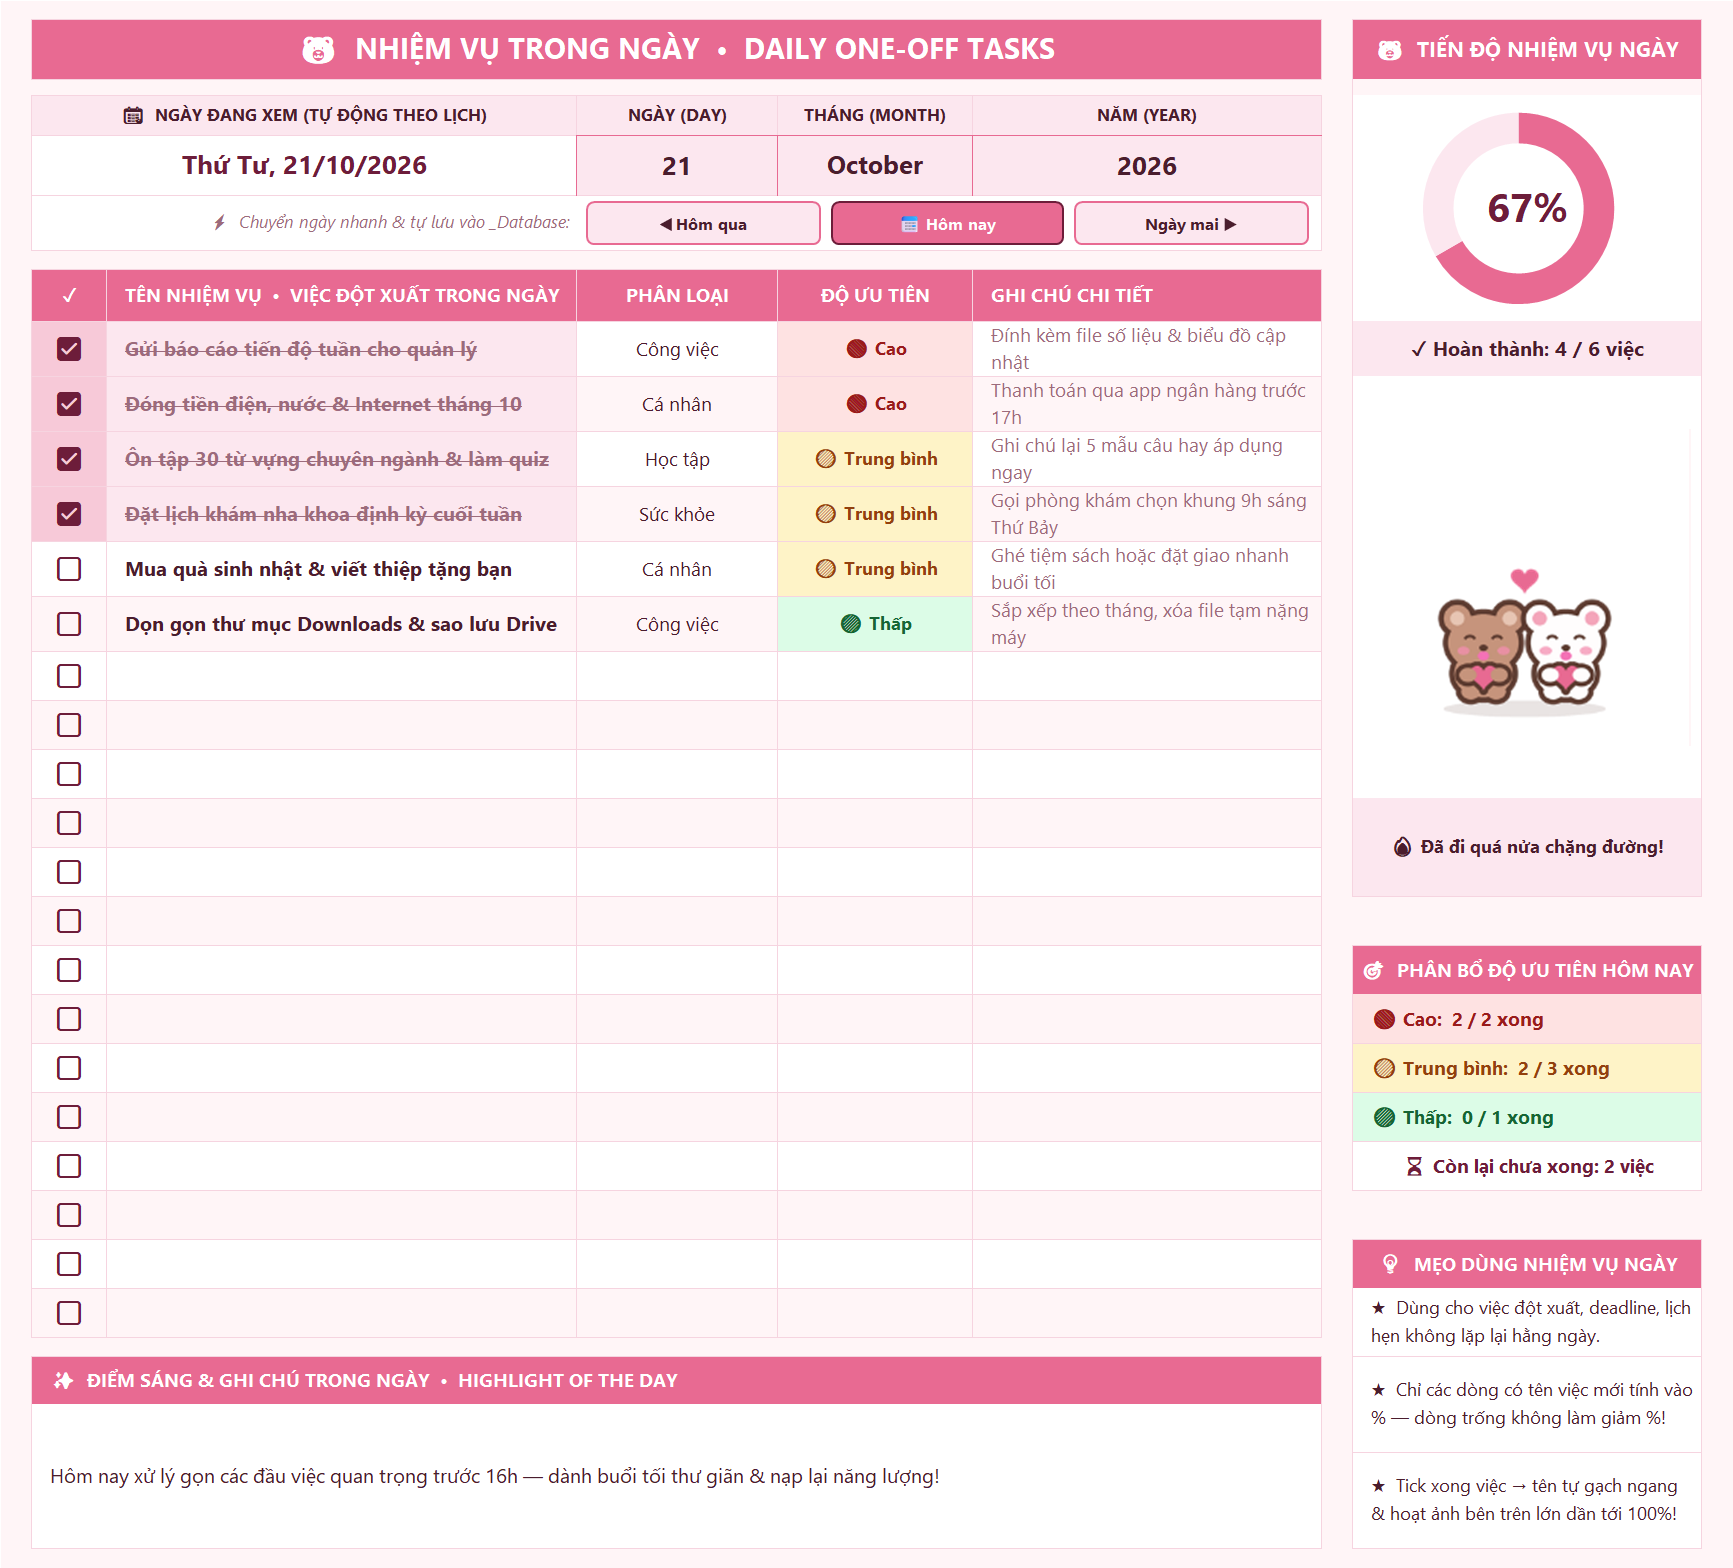 NHIỆM VỤ TRONG NGÀY • DAILY ONE-OFF TASKS
NGÀY ĐANG XEM (TỰ ĐỘNG THEO LỊCH)
NGÀY (DAY)
THÁNG (MONTH)
NĂM (YEAR)
Thứ Tư, 21/10/2026
21
October
2026
Chuyển ngày nhanh & tự lưu vào _Database:
◀ Hôm qua
Hôm nay
Ngày mai ▶
✓
TÊN NHIỆM VỤ • VIỆC ĐỘT XUẤT TRONG NGÀY
PHÂN LOẠI
ĐỘ ƯU TIÊN
GHI CHÚ CHI TIẾT
Gửi báo cáo tiến độ tuần cho quản lý
Công việc
Cao
Đính kèm file số liệu & biểu đồ cập
nhật
Đóng tiền điện, nước & Internet tháng 10
Cá nhân
Cao
Thanh toán qua app ngân hàng trước
17h
Ôn tập 30 từ vựng chuyên ngành & làm quiz
Học tập
Trung bình
Ghi chú lại 5 mẫu câu hay áp dụng
ngay
Đặt lịch khám nha khoa định kỳ cuối tuần
Sức khỏe
Trung bình
Gọi phòng khám chọn khung 9h sáng
Thứ Bảy
Mua quà sinh nhật & viết thiệp tặng bạn
Cá nhân
Trung bình
Ghé tiệm sách hoặc đặt giao nhanh
buổi tối
Dọn gọn thư mục Downloads & sao lưu Drive
Công việc
Thấp
Sắp xếp theo tháng, xóa file tạm nặng
máy
ĐIỂM SÁNG & GHI CHÚ TRONG NGÀY • HIGHLIGHT OF THE DAY
Hôm nay xử lý gọn các đầu việc quan trọng trước 16h — dành buổi tối thư giãn & nạp lại năng lượng!
TIẾN ĐỘ NHIỆM VỤ NGÀY
67%
✓ Hoàn thành: 4 / 6 việc
Đã đi quá nửa chặng đường!
PHÂN BỔ ĐỘ ƯU TIÊN HÔM NAY
Cao: 2 / 2 xong
Trung bình: 2 / 3 xong
Thấp: 0 / 1 xong
Còn lại chưa xong: 2 việc
MẸO DÙNG NHIỆM VỤ NGÀY
★ Dùng cho việc đột xuất, deadline, lịch
hẹn không lặp lại hằng ngày.
★ Chỉ các dòng có tên việc mới tính vào
% — dòng trống không làm giảm %!
★ Tick xong việc → tên tự gạch ngang
& hoạt ảnh bên trên lớn dần tới 100%!